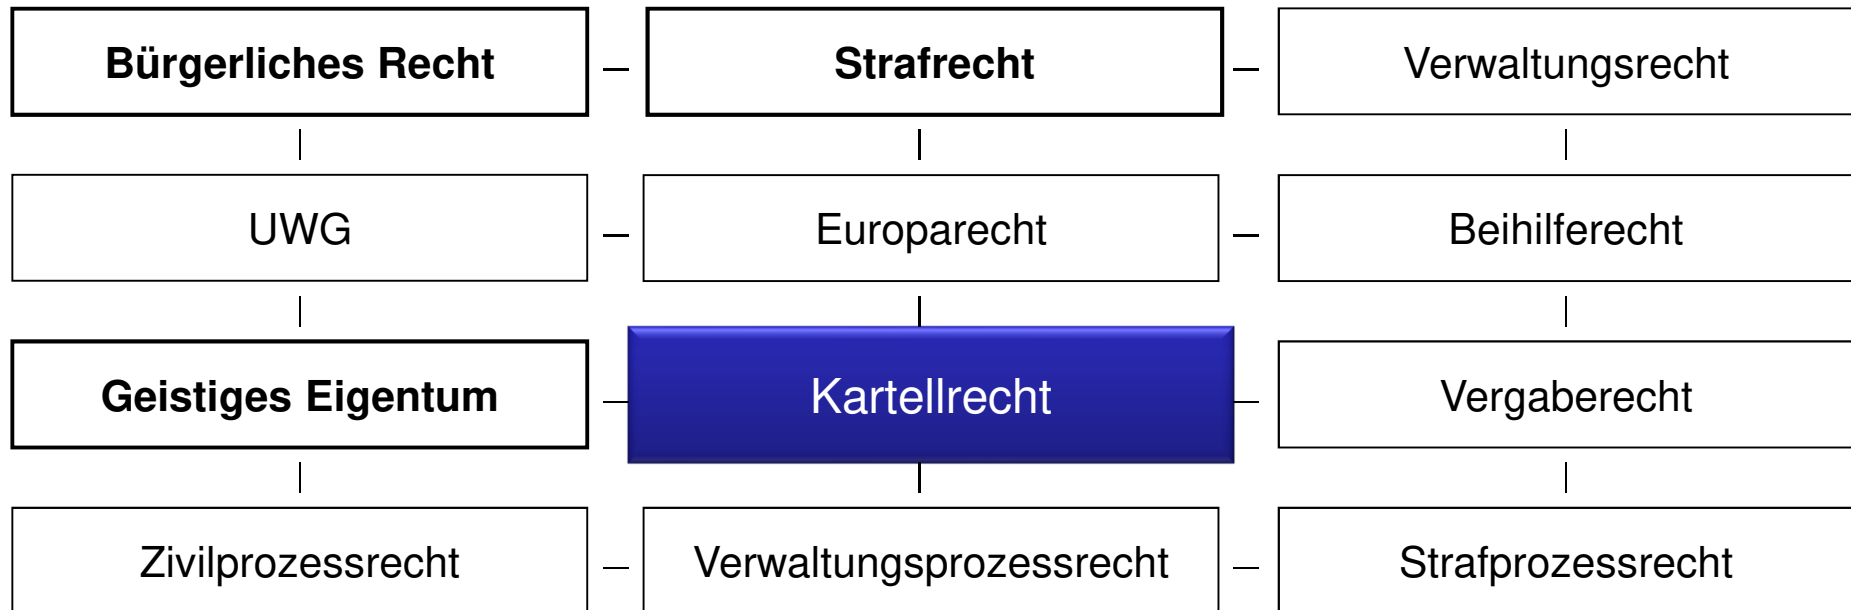 Bürgerliches Recht
Strafrecht
Verwaltungsrecht
UWG
Europarecht
Beihilferecht
Geistiges Eigentum
Kartellrecht
Vergaberecht
Zivilprozessrecht
Verwaltungsprozessrecht
Strafprozessrecht